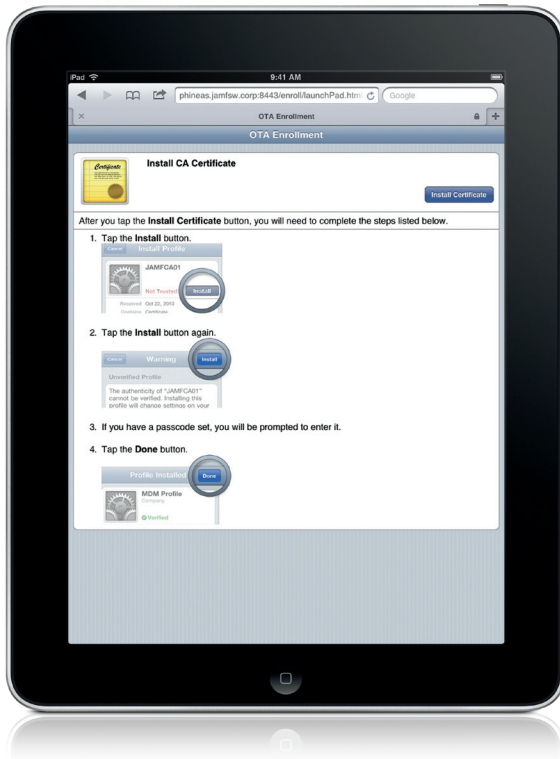 iPad
9:41 AM
phineas.jamfsw.corp:8443/enroll/launchPad.htm
Google
OTA Enrollment
OTA Enrollment
Install CA Certificate
Certificate
Install Certificate
After you tap the Install Certificate button, you will need to complete the steps listed below.
1. Tap the Install button.
Cancel Install Profile
JAMFCA01
Not Trusted Install
Received Oct 22, 2010
Contains Certificate
2. Tap the Install button again.
Cancel Warning Install
Unverified Profile
The authenticity of "JAMFCA01"
cannot be verified. Installing this
profile will change settings on your
3. If you have a passcode set, you will be prompted to enter it.
4. Tap the Done button.
Profile Installed Done
MDM Profile
Company
Verified